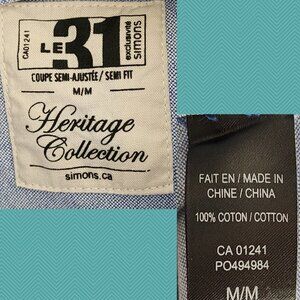 CA01241
LE 31
exclusivité
simons
COUPE SEMI-AJUSTÉE / SEMI FIT
M/M
Heritage
Collection
simons.ca
FAIT EN / MADE IN
CHINE / CHINA
100% COTON / COTTON
CA 01241
PO494984
M/M